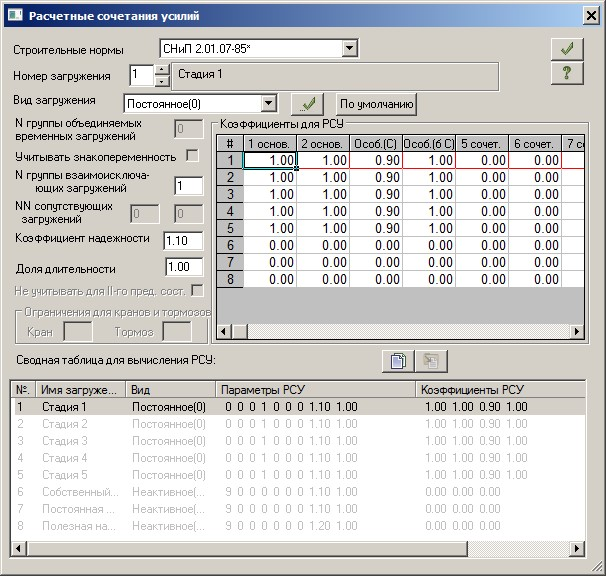 Расчетные сочетания усилий
Строительные нормы СНиП 2.01.07-85*
Номер загружения 1 Стадия 1
Вид загружения Постоянное(0) По умолчанию
N группы объединяемых
временных загружений 0
Учитывать знакопеременность
N группы взаимоисключа-
ющих загружений 1
NN сопутствующих
загружений 0 0
Коэффициент надежности 1.10
Доля длительности 1.00
Не учитывать для II-го пред. сост.
Ограничения для кранов и тормозов
Кран Тормоз
Коэффициенты для РСУ
# 1 основ. 2 основ. Особ.(С) Особ.(б С) 5 сочет. 6 сочет. 7 со
1 1.00 1.00 0.90 1.00 0.00 0.00
2 1.00 1.00 0.90 1.00 0.00 0.00
3 1.00 1.00 0.90 1.00 0.00 0.00
4 1.00 1.00 0.90 1.00 0.00 0.00
5 1.00 1.00 0.90 1.00 0.00 0.00
6 0.00 0.00 0.00 0.00 0.00 0.00
7 0.00 0.00 0.00 0.00 0.00 0.00
8 0.00 0.00 0.00 0.00 0.00 0.00
Сводная таблица для вычисления РСУ:
№. Имя загруже... Вид Параметры РСУ Коэффициенты РСУ
1 Стадия 1 Постоянное(0) 0 0 0 1 0 0 0 1.10 1.00 1.00 1.00 0.90 1.00
2 Стадия 2 Постоянное(0) 0 0 0 1 0 0 0 1.10 1.00 1.00 1.00 0.90 1.00
3 Стадия 3 Постоянное(0) 0 0 0 1 0 0 0 1.10 1.00 1.00 1.00 0.90 1.00
4 Стадия 4 Постоянное(0) 0 0 0 1 0 0 0 1.10 1.00 1.00 1.00 0.90 1.00
5 Стадия 5 Постоянное(0) 0 0 0 1 0 0 0 1.10 1.00 1.00 1.00 0.90 1.00
6 Собственный... Неактивное(... 9 0 0 0 0 0 0 1.10 1.00 0.00 0.00 0.00
7 Постоянная ... Неактивное(... 9 0 0 0 0 0 0 1.10 1.00 0.00 0.00 0.00
8 Полезная на... Неактивное(... 9 0 0 0 0 0 0 1.20 1.00 0.00 0.00 0.00